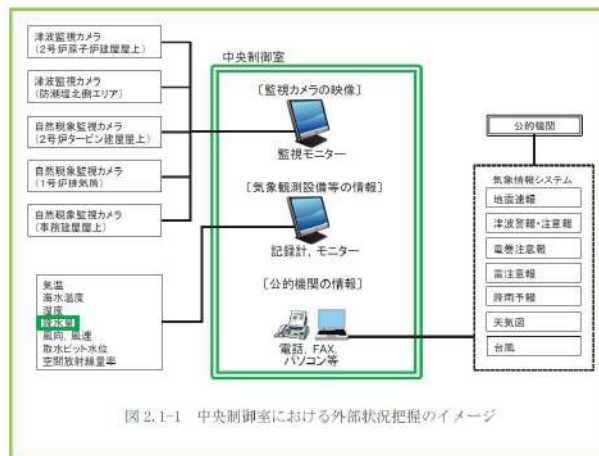 津波監視カメラ
(2号炉原子炉建屋屋上)
津波監視カメラ
(防潮堤北側エリア)
自然現象監視カメラ
(2号炉タービン建屋屋上)
自然現象監視カメラ
(1号炉排気筒)
自然現象監視カメラ
(事務建屋屋上)
気温
海水温度
湿度
降水量
風向, 風速
取水ピット水位
空間放射線量率
中央制御室
〔監視カメラの映像〕
監視モニター
〔気象観測設備等の情報〕
記録計, モニター
〔公的機関の情報〕
電話, FAX,
パソコン等
公的機関
気象情報システム
地震速報
津波警報・注意報
竜巻注意報
雷注意報
降雨予報
天気図
台風
図 2.1-1 中央制御室における外部状況把握のイメージ